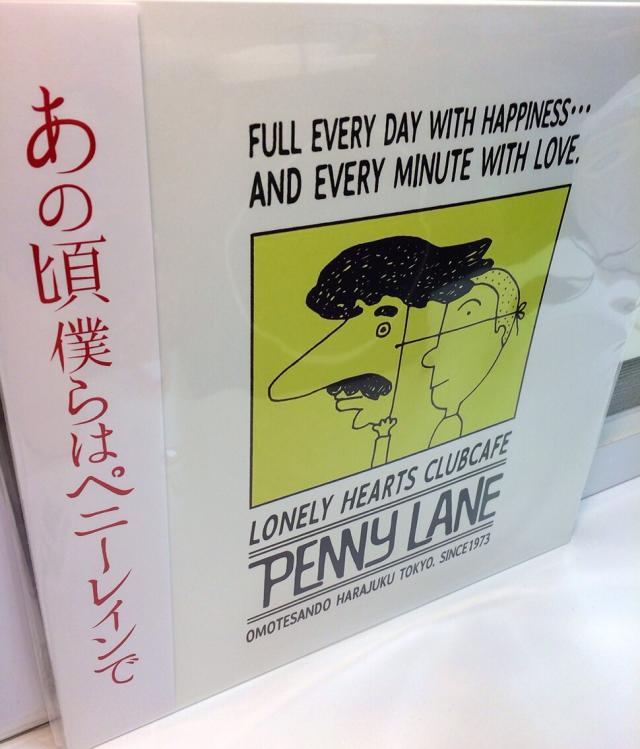 あの頃僕らはペニーレインで
FULL EVERY DAY WITH HAPPINESS•••
AND EVERY MINUTE WITH LOVE.
LONELY HEARTS CLUBCAFE
PENNY LANE
OMOTESANDO HARAJUKU TOKYO. SINCE1973